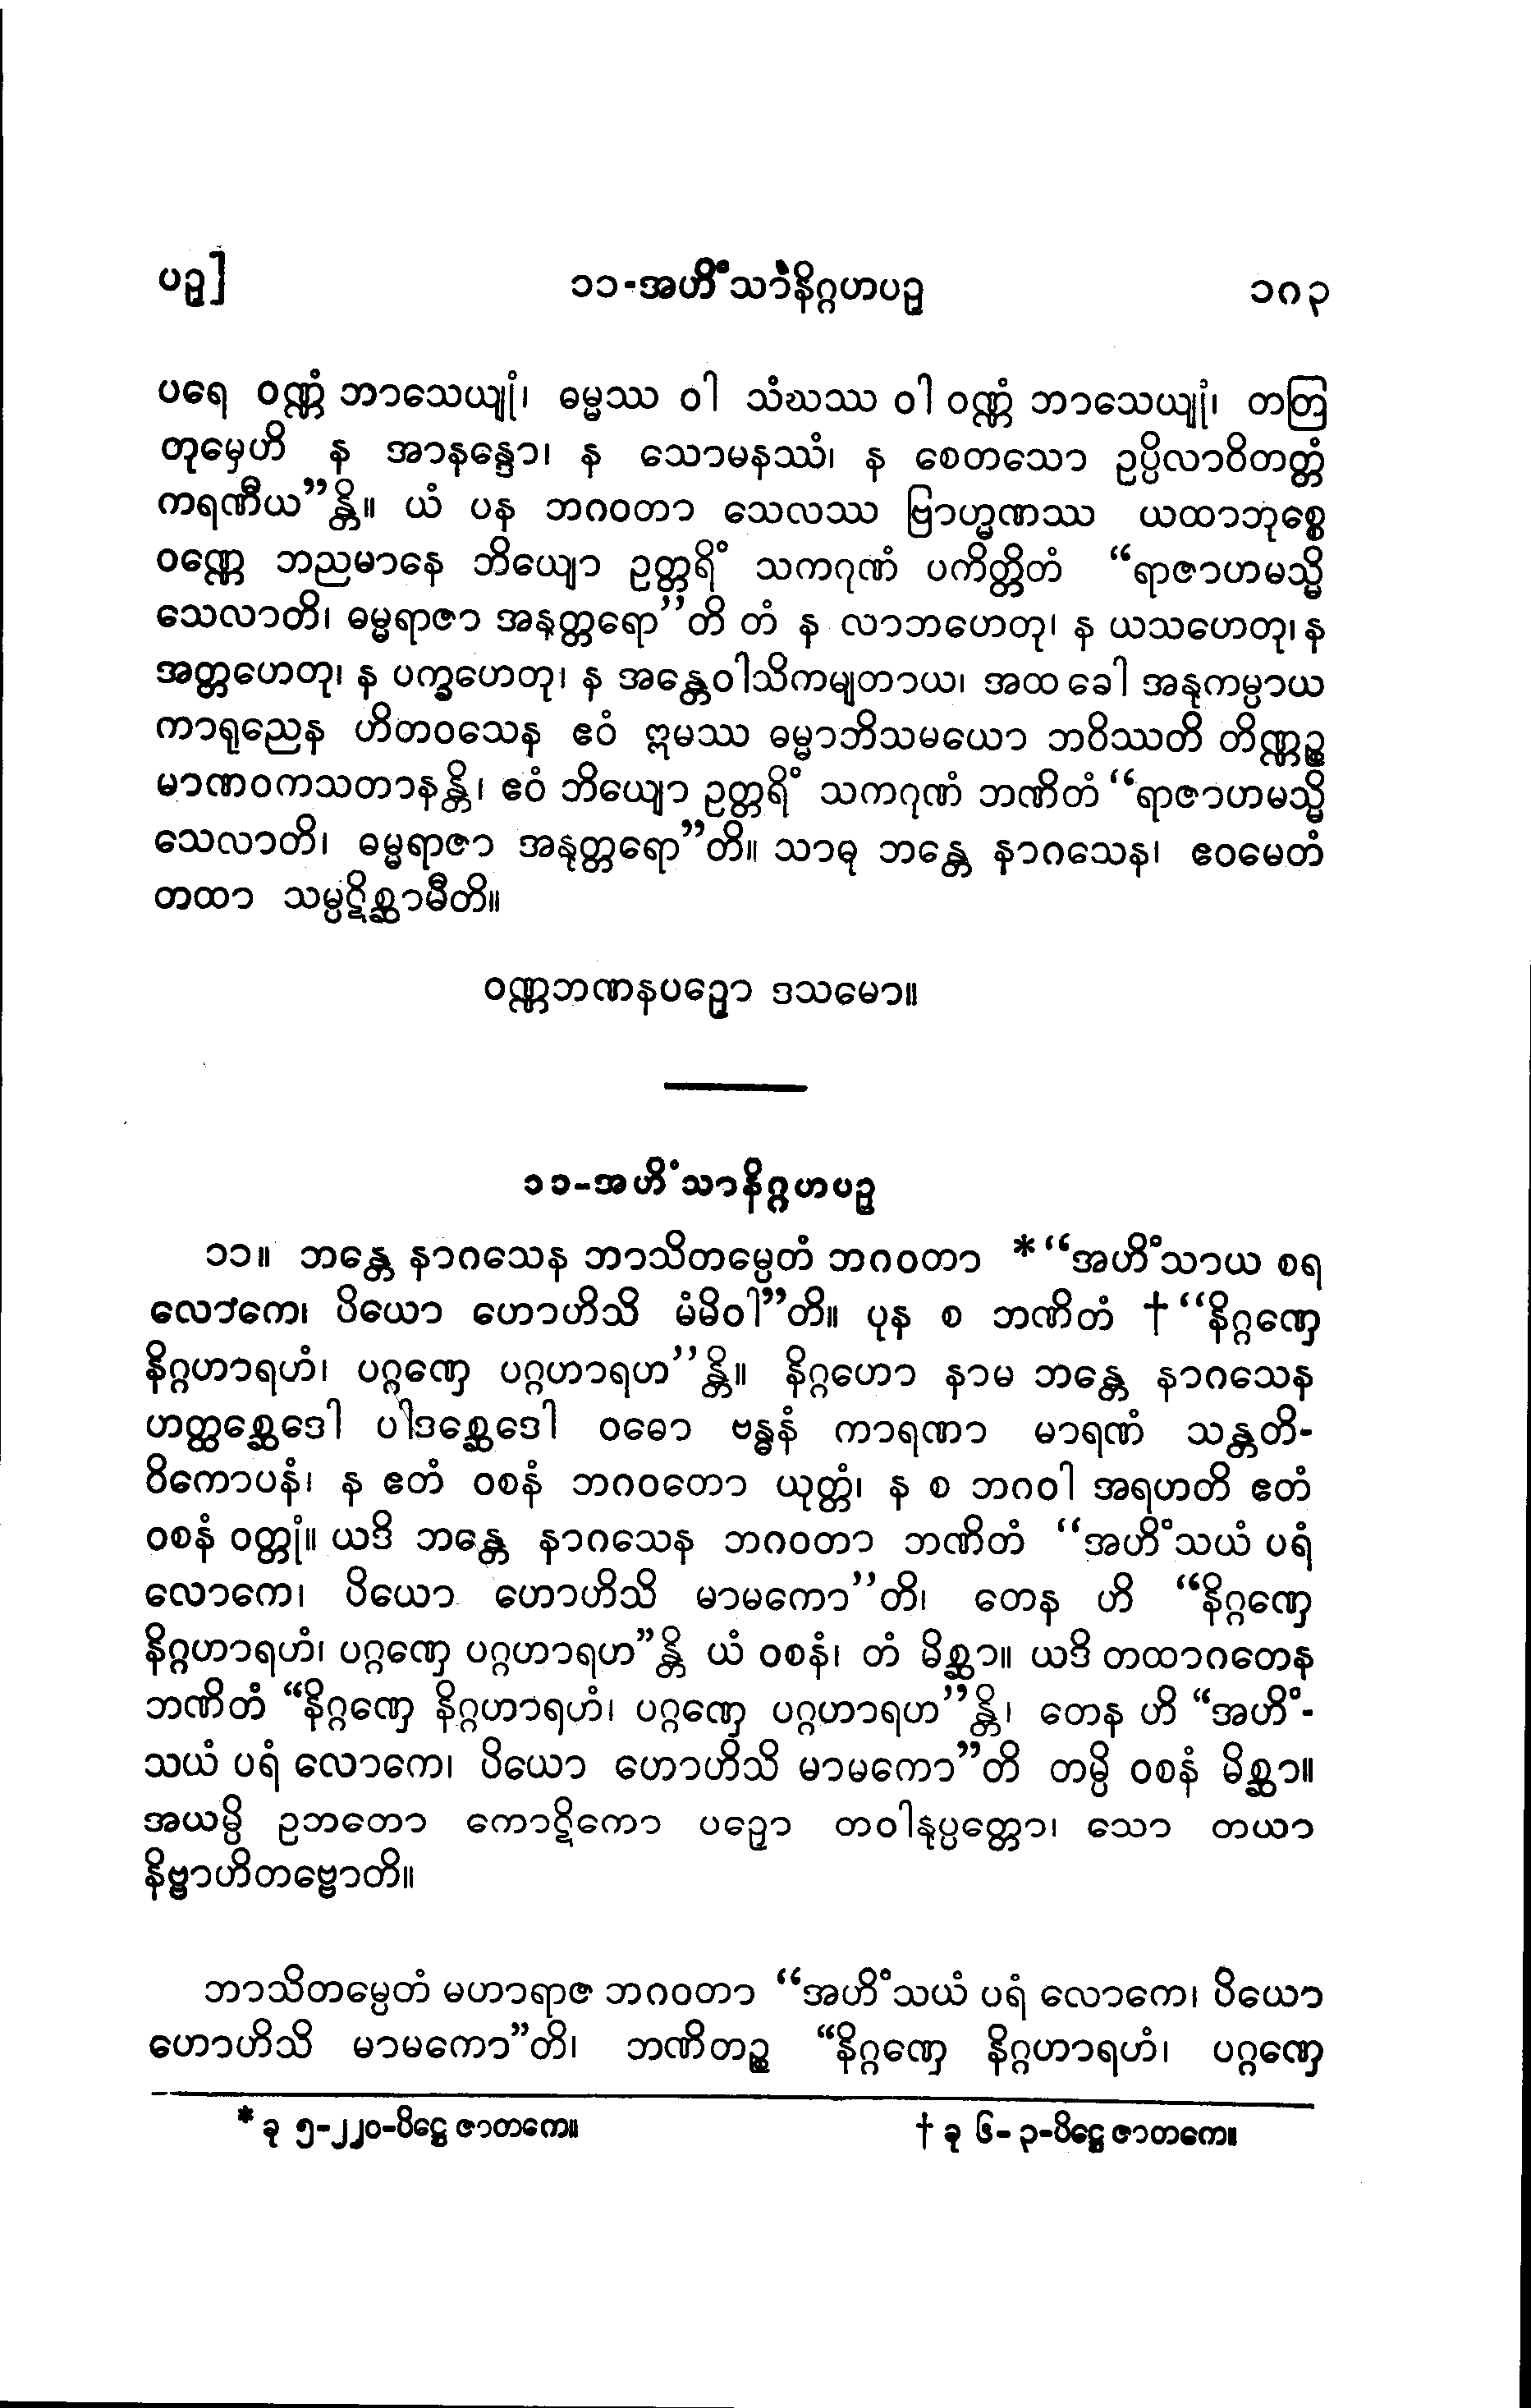 ပဉှ]
၁၁-အဟိံသာနိဂ္ဂဟပဉှ
၁၈၃
ပရေ ဝဏ္ဏံ ဘာသေယျုံ၊ ဓမ္မဿ ဝါ သံဃဿ ဝါ ဝဏ္ဏံ ဘာသေယျုံ၊ တတြ
တုမှေဟိ န အာနန္ဒော၊ န သောမနဿံ၊ န စေတသော ဥပ္ပိလာဝိတတ္တံ
ကရဏီယ”န္တိ။ ယံ ပန ဘဂဝတာ သေလဿ ဗြာဟ္မဏဿ ယထာဘုစ္စေ
ဝဏ္ဏေ ဘညမာနေ ဘိယျော ဥတ္တရိံ သကဂုဏံ ပကိတ္တိတံ “ရာဇာဟမသ္မိ
သေလာတိ၊ ဓမ္မရာဇာ အနုတ္တရော”တိ တံ န လာဘဟေတု၊ န ယသဟေတု၊ န
အတ္တဟေတု၊ န ပက္ခဟေတု၊ န အန္တေဝါသိကမျတာယ၊ အထ ခေါ အနုကမ္ပာယ
ကာရုညေန ဟိတဝသေန ဧဝံ ဣမဿ ဓမ္မာဘိသမယော ဘဝိဿတိ တိဏ္ဏဉ္စ
မာဏဝကသတာနန္တိ၊ ဧဝံ ဘိယျော ဥတ္တရိံ သကဂုဏံ ဘဏိတံ “ရာဇာဟမသ္မိ
သေလာတိ၊ ဓမ္မရာဇာ အနုတ္တရော”တိ။ သာဓု ဘန္တေ နာဂသေန၊ ဧဝမေတံ
တထာ သမ္ပဋိစ္ဆာမီတိ။
ဝဏ္ဏဘဏနပဉှော ဒသမော။
၁၁-အဟိံသာနိဂ္ဂဟပဉှ
၁၁။ ဘန္တေ နာဂသေန ဘာသိတမ္ပေတံ ဘဂဝတာ *“အဟိံသာယ စရ
လောကေ၊ ပိယော ဟောဟိသိ မံမိဝါ”တိ။ ပုန စ ဘဏိတံ †“နိဂ္ဂဏှေ
နိဂ္ဂဟာရဟံ၊ ပဂ္ဂဏှေ ပဂ္ဂဟာရဟ”န္တိ။ နိဂ္ဂဟော နာမ ဘန္တေ နာဂသေန
ဟတ္ထစ္ဆေဒေါ ပါဒစ္ဆေဒေါ ဝဓော ဗန္ဓနံ ကာရဏာ မာရဏံ သန္တတိ-
ဝိကောပနံ၊ န ဧတံ ဝစနံ ဘဂဝတော ယုတ္တံ၊ န စ ဘဂဝါ အရဟတိ ဧတံ
ဝစနံ ဝတ္တုံ။ ယဒိ ဘန္တေ နာဂသေန ဘဂဝတာ ဘဏိတံ “အဟိံသယံ ပရံ
လောကေ၊ ပိယော ဟောဟိသိ မာမကော”တိ၊ တေန ဟိ “နိဂ္ဂဏှေ
နိဂ္ဂဟာရဟံ၊ ပဂ္ဂဏှေ ပဂ္ဂဟာရဟ”န္တိ ယံ ဝစနံ၊ တံ မိစ္ဆာ။ ယဒိ တထာဂတေန
ဘဏိတံ “နိဂ္ဂဏှေ နိဂ္ဂဟာရဟံ၊ ပဂ္ဂဏှေ ပဂ္ဂဟာရဟ”န္တိ၊ တေန ဟိ “အဟိံ-
သယံ ပရံ လောကေ၊ ပိယော ဟောဟိသိ မာမကော”တိ တမ္ပိ ဝစနံ မိစ္ဆာ။
အယမ္ပိ ဥဘတော ကောဋိကော ပဉှော တဝါနုပ္ပတ္တော၊ သော တယာ
နိဗ္ဗာဟိတဗ္ဗောတိ။
ဘာသိတမ္ပေတံ မဟာရာဇ ဘဂဝတာ “အဟိံသယံ ပရံ လောကေ၊ ပိယော
ဟောဟိသိ မာမကော”တိ၊ ဘဏိတဉ္စ “နိဂ္ဂဏှေ နိဂ္ဂဟာရဟံ၊ ပဂ္ဂဏှေ
* ခု ၅-၂၂၀-ပိဋ္ဌေ ဇာတကေ။
† ခု ၆-၃-ပိဋ္ဌေ ဇာတကေ။